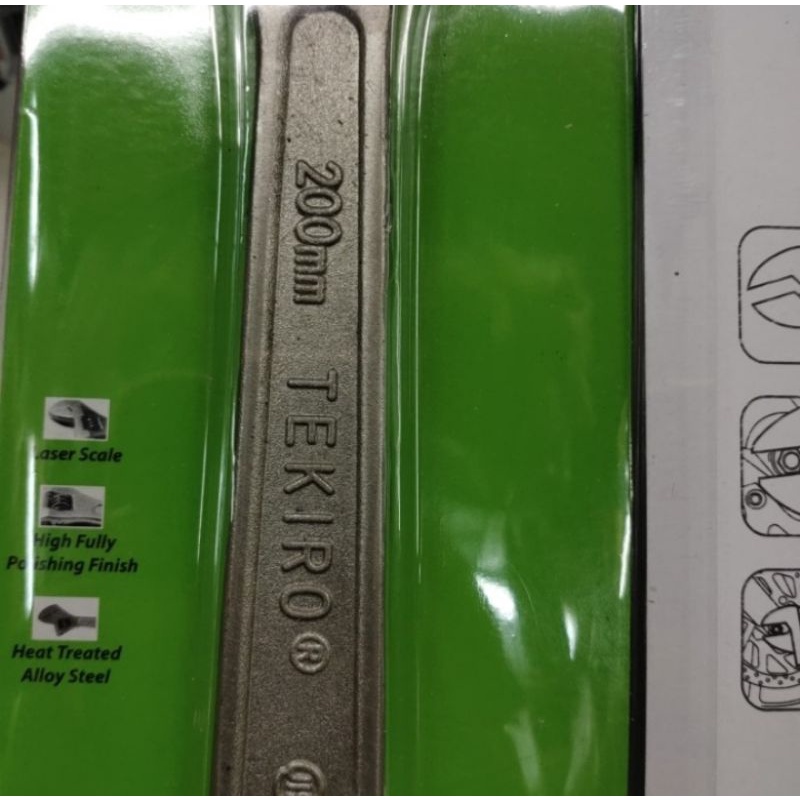 200mm TEKIRO®
Laser Scale
High Fully
Polishing Finish
Heat Treated
Alloy Steel